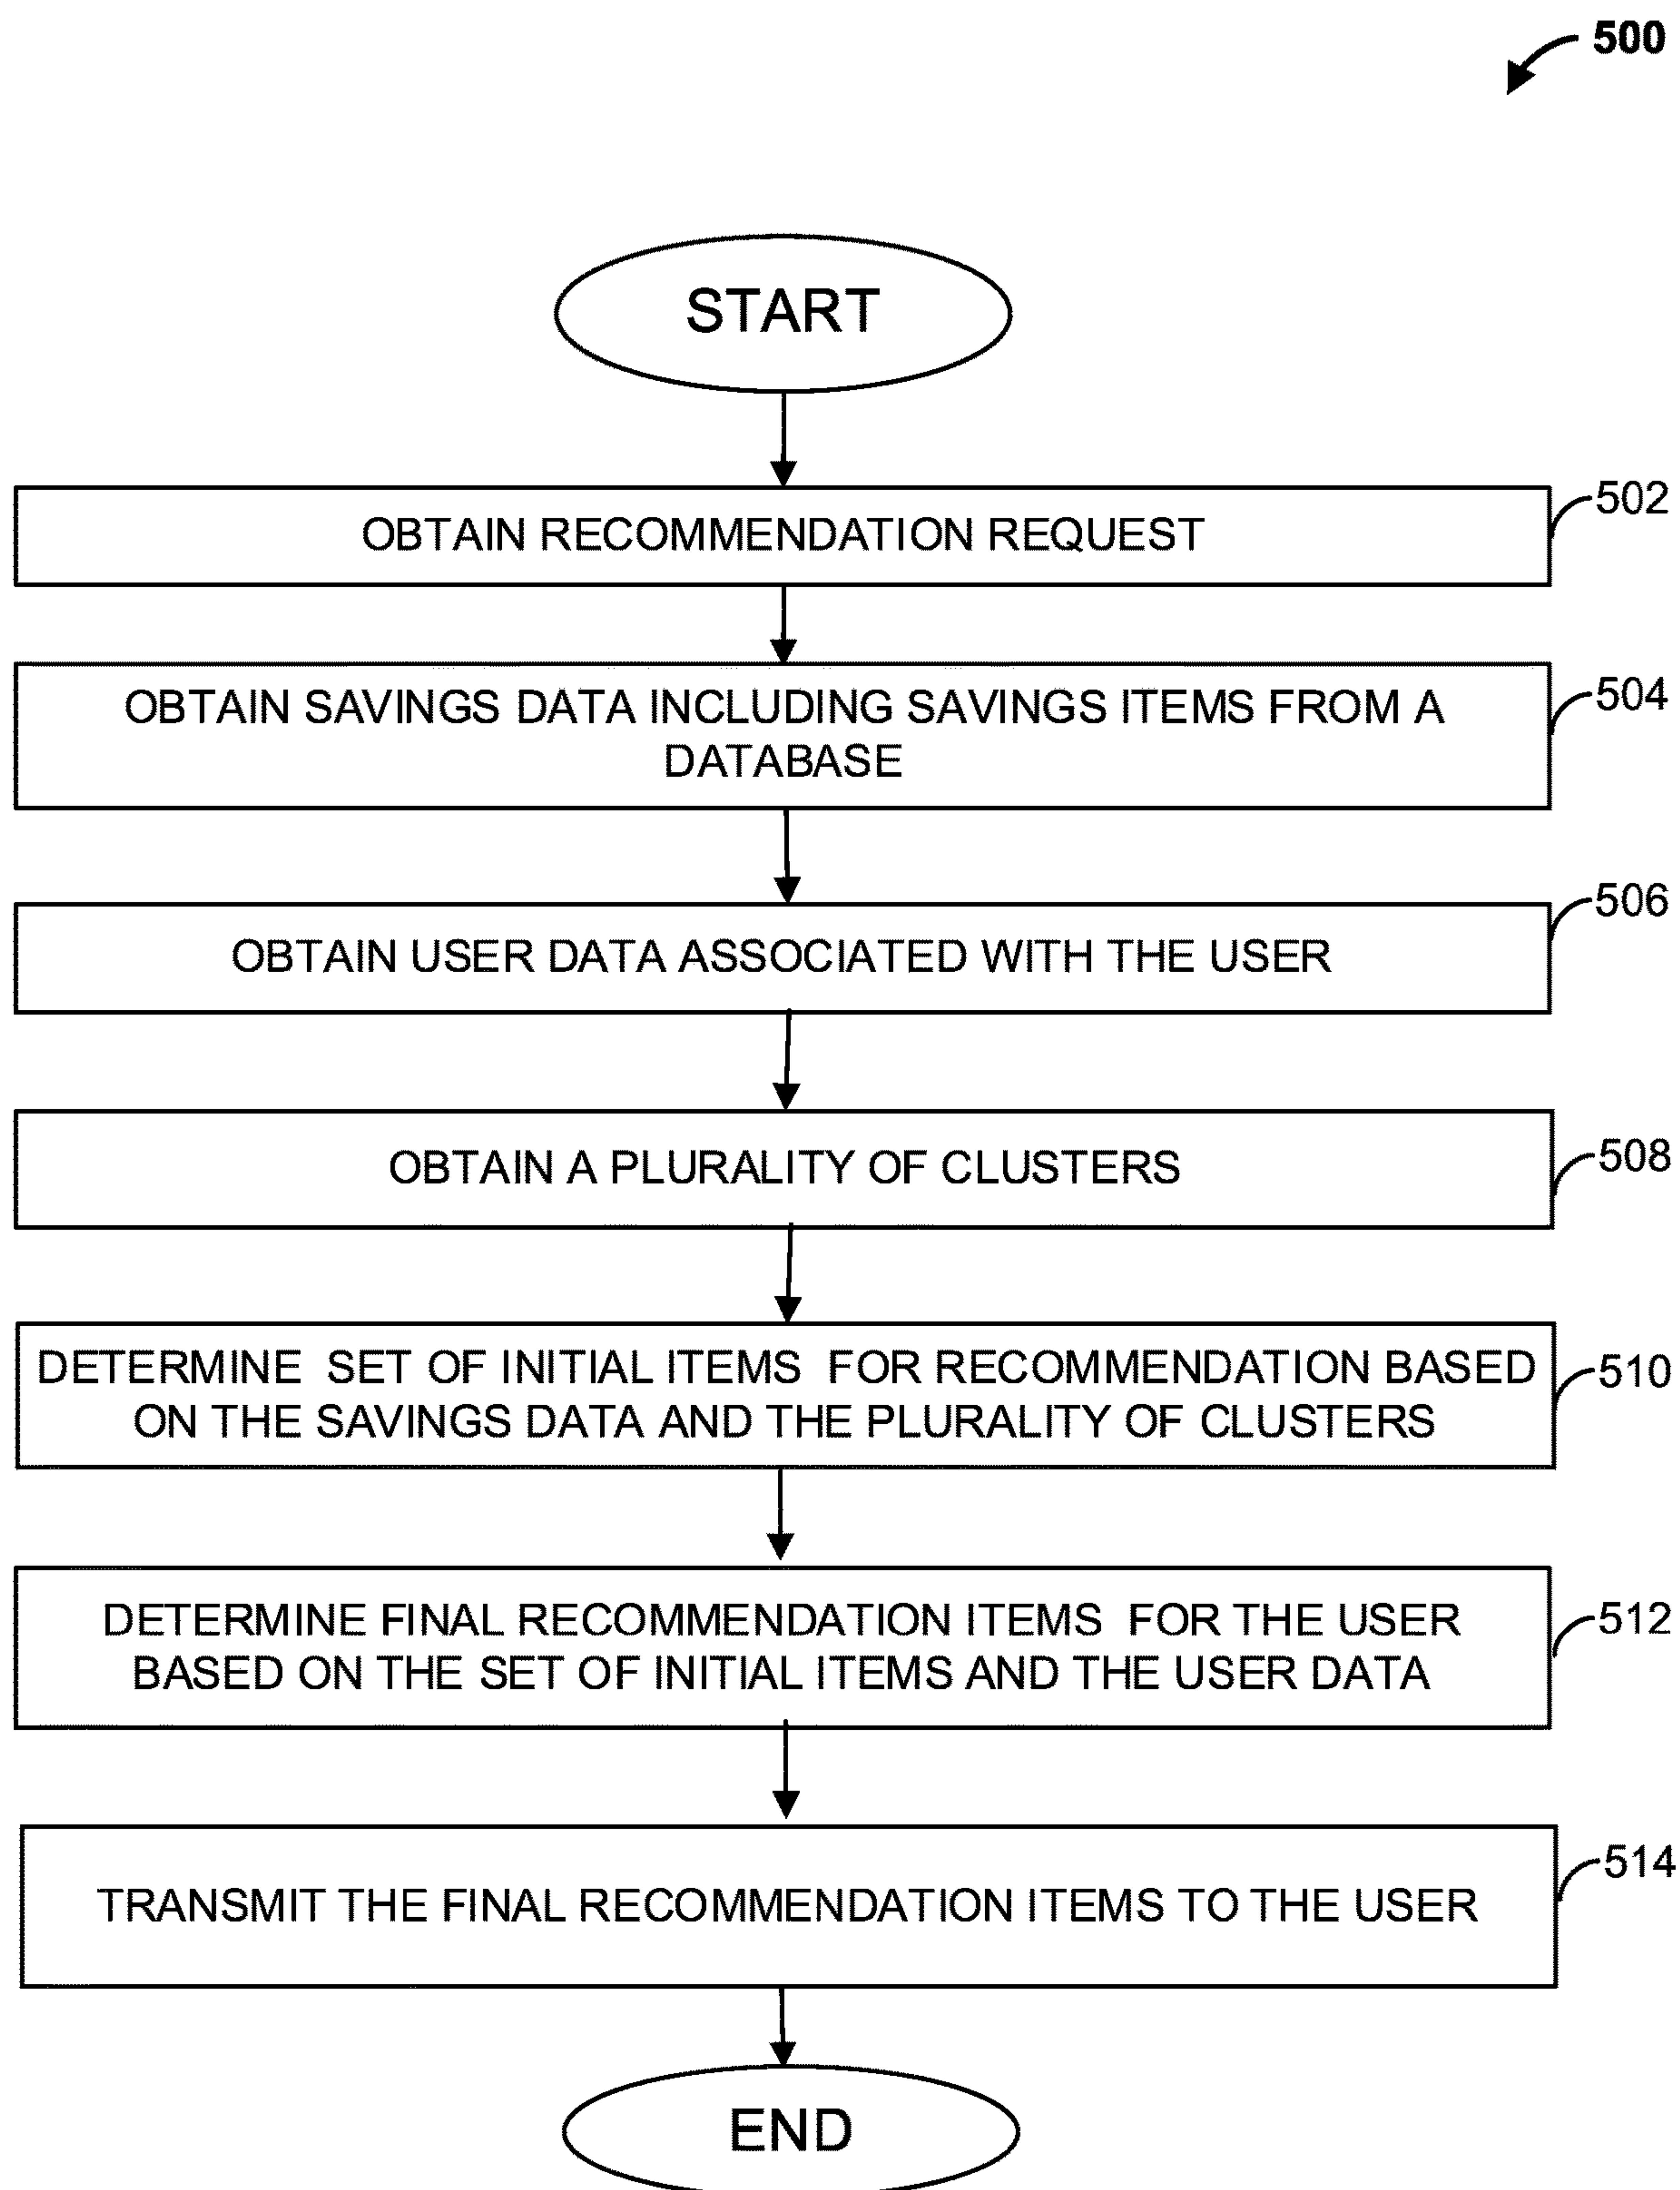 500
START
OBTAIN RECOMMENDATION REQUEST
502
OBTAIN SAVINGS DATA INCLUDING SAVINGS ITEMS FROM A
DATABASE
504
OBTAIN USER DATA ASSOCIATED WITH THE USER
506
OBTAIN A PLURALITY OF CLUSTERS
508
DETERMINE SET OF INITIAL ITEMS FOR RECOMMENDATION BASED
ON THE SAVINGS DATA AND THE PLURALITY OF CLUSTERS
510
DETERMINE FINAL RECOMMENDATION ITEMS FOR THE USER
BASED ON THE SET OF INITIAL ITEMS AND THE USER DATA
512
TRANSMIT THE FINAL RECOMMENDATION ITEMS TO THE USER
514
END